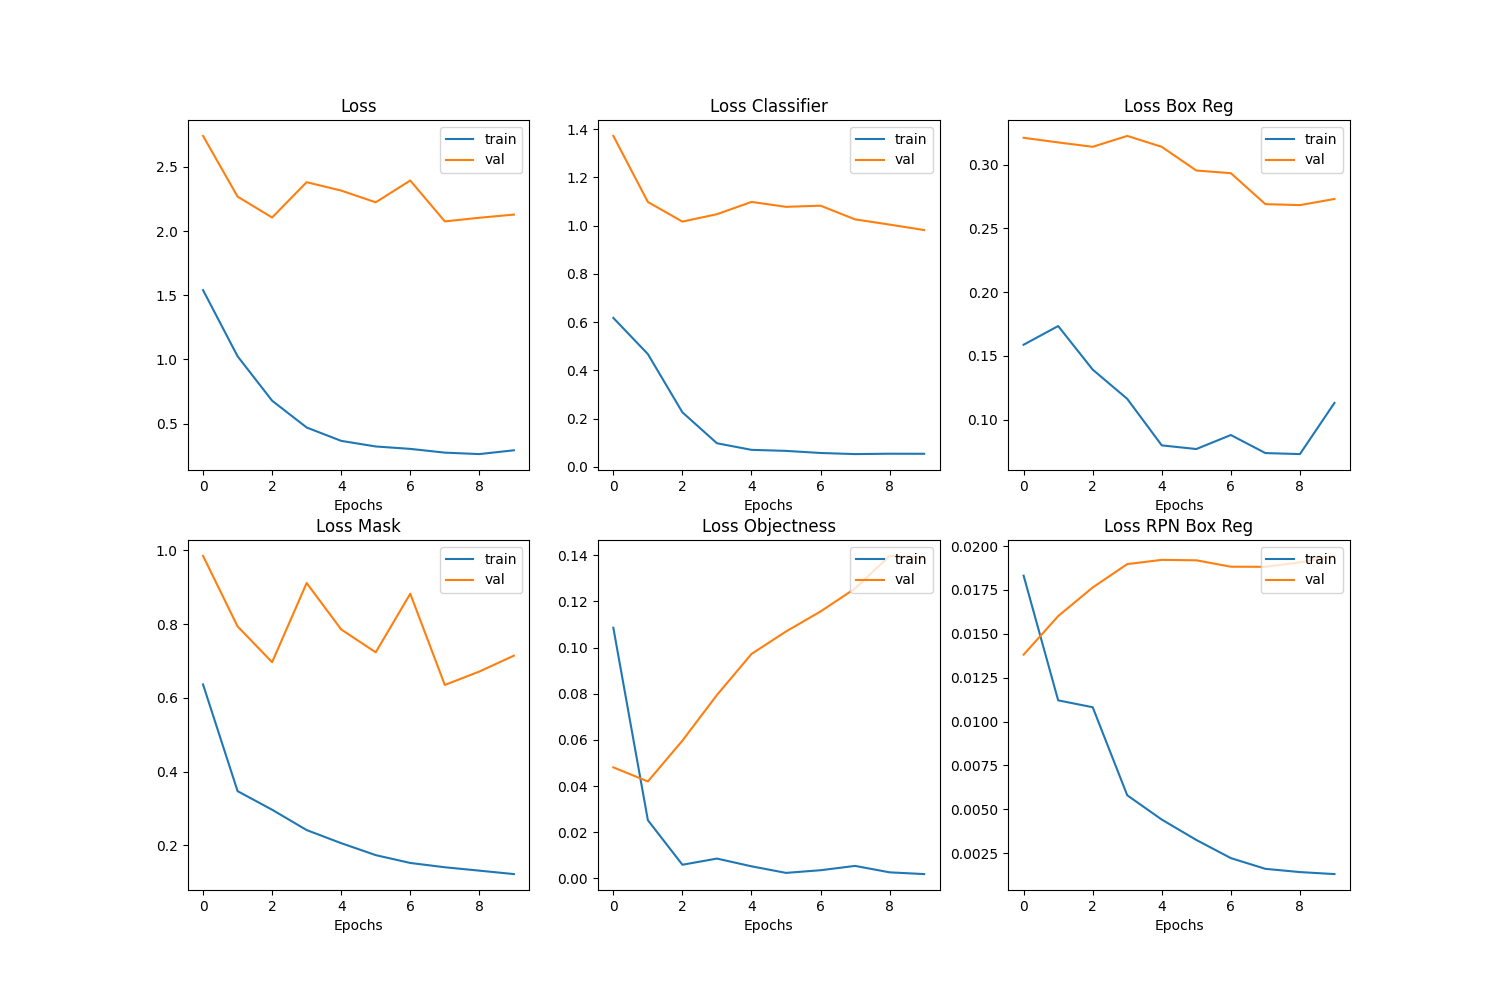 Loss
train
val
2.5
2.0
1.5
1.0
0.5
0 2 4 6 8
Epochs
Loss Classifier
train
val
1.4
1.2
1.0
0.8
0.6
0.4
0.2
0.0
0 2 4 6 8
Epochs
Loss Box Reg
train
val
0.30
0.25
0.20
0.15
0.10
0 2 4 6 8
Epochs
Loss Mask
train
val
1.0
0.8
0.6
0.4
0.2
0 2 4 6 8
Epochs
Loss Objectness
train
val
0.14
0.12
0.10
0.08
0.06
0.04
0.02
0.00
0 2 4 6 8
Epochs
Loss RPN Box Reg
train
val
0.0200
0.0175
0.0150
0.0125
0.0100
0.0075
0.0050
0.0025
0 2 4 6 8
Epochs